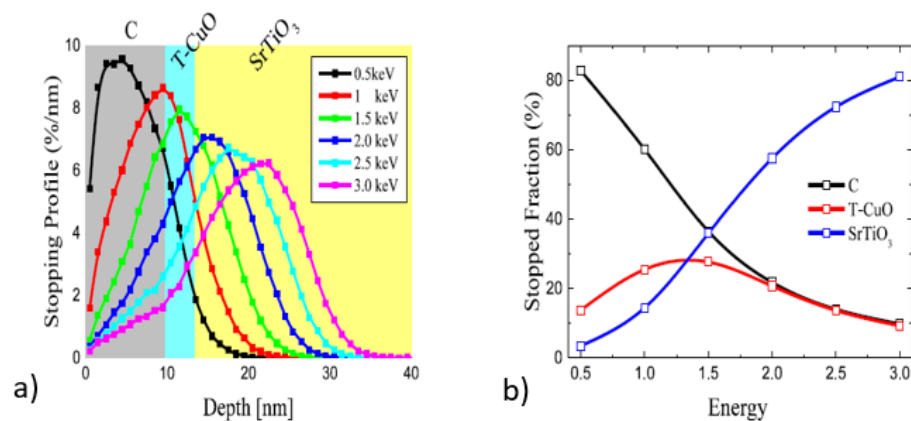 C
T-CuO
SrTiO₃
10
8
6
4
2
0
Stopping Profile (%/nm)
0.5keV
1 keV
1.5 keV
2.0 keV
2.5 keV
3.0 keV
0
10
20
30
40
Depth [nm]
a)
80
60
40
20
0
Stopped Fraction (%)
C
T-CuO
SrTiO₃
0.5
1.0
1.5
2.0
2.5
3.0
Energy
b)